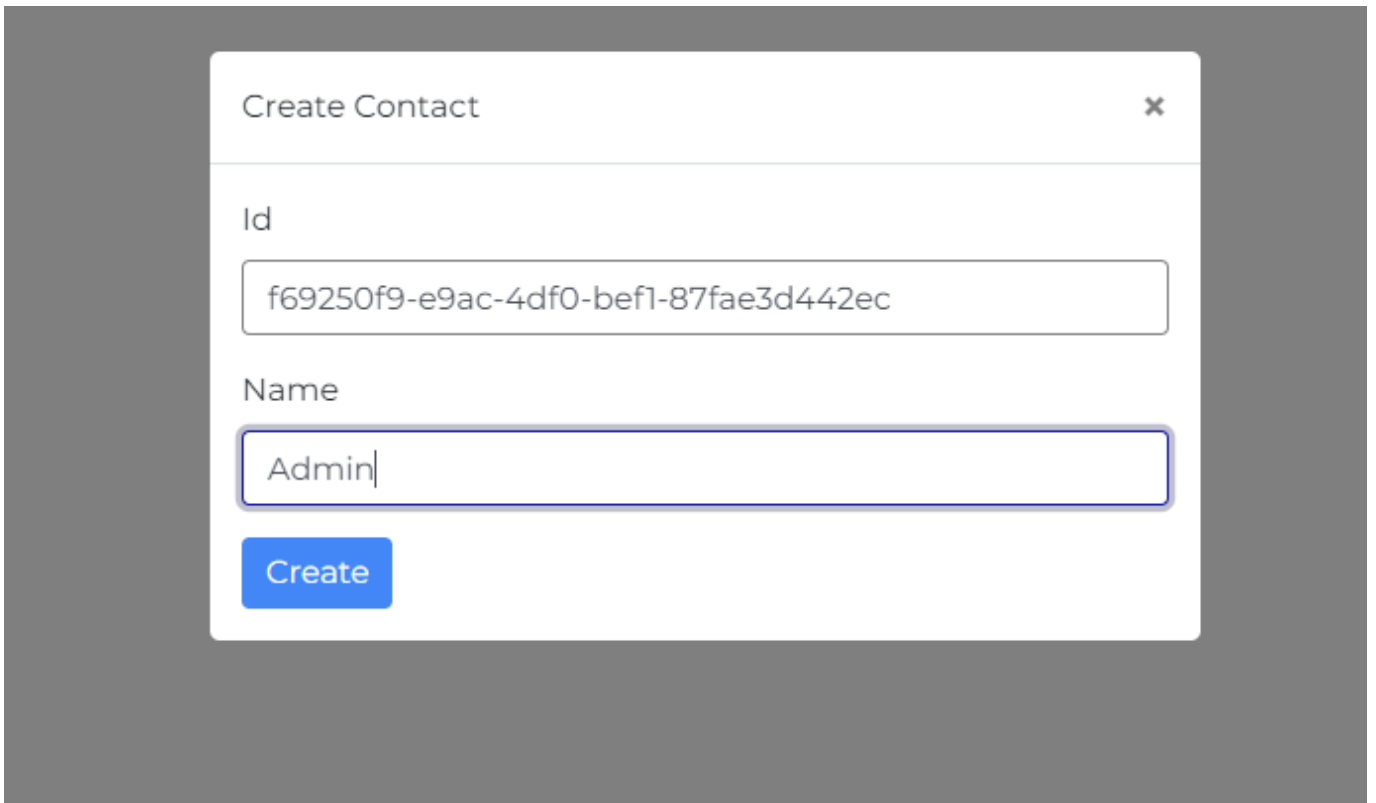 Create Contact
Id
f69250f9-e9ac-4df0-bef1-87fae3d442ec
Name
Admin
Create